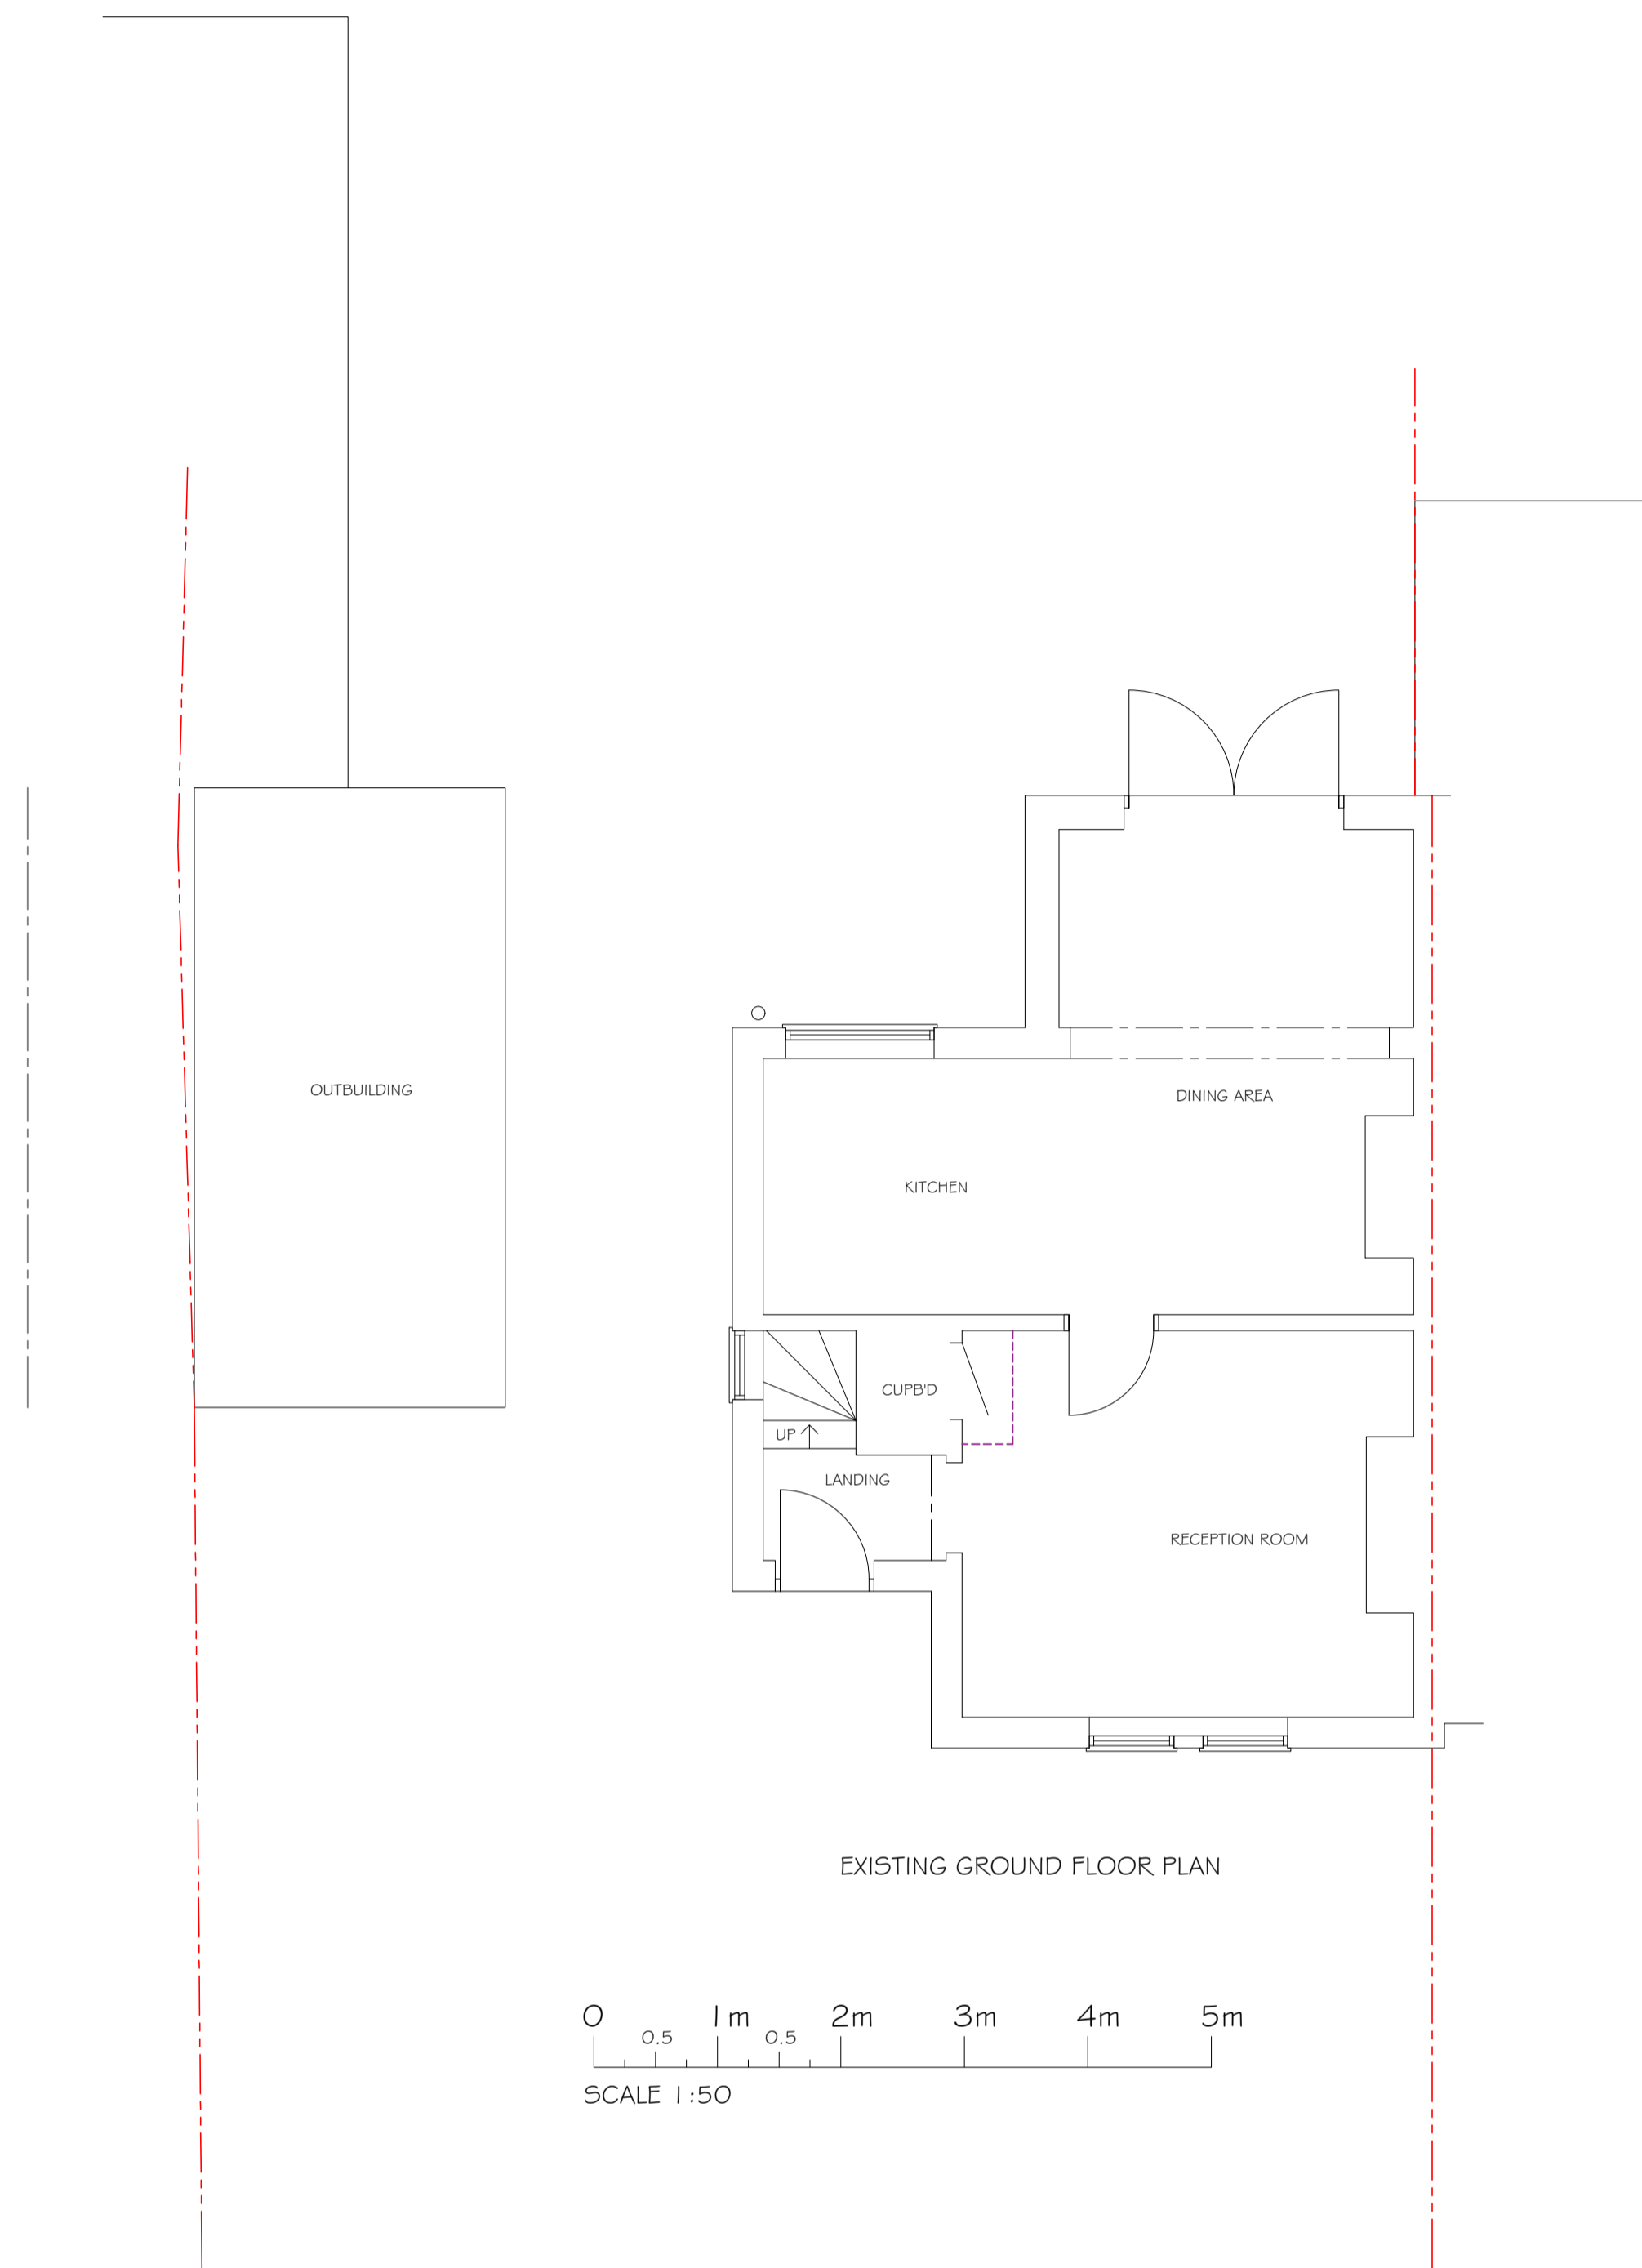 OUTBUILDING
DINING AREA
KITCHEN
CUPB'D
UP
LANDING
RECEPTION ROOM
EXISTING GROUND FLOOR PLAN
0 1m 2m 3m 4m 5m
0.5 0.5
SCALE 1:50